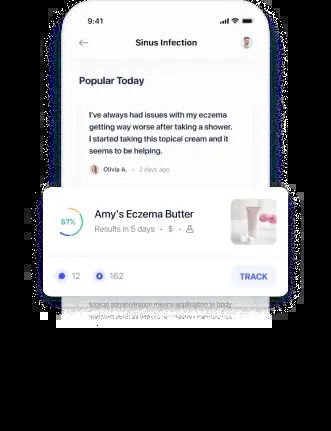 9:41
Sinus Infection
Popular Today
I've always had issues with my eczema
getting way worse after taking a shower.
I started taking this topical cream and it
seems to be helping.
Olivia A. • 2 days ago
67%
Amy's Eczema Butter
Results in 5 days • $ •
12 162 TRACK
topical administration means application to body